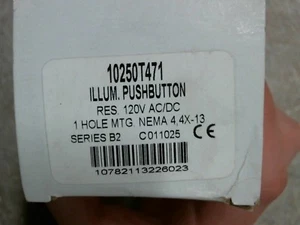 10250T471
ILLUM. PUSHBUTTON
RES. 120V AC/DC
1 HOLE MTG. NEMA 4,4X-13
SERIES B2 C011025 CE
10782113226023